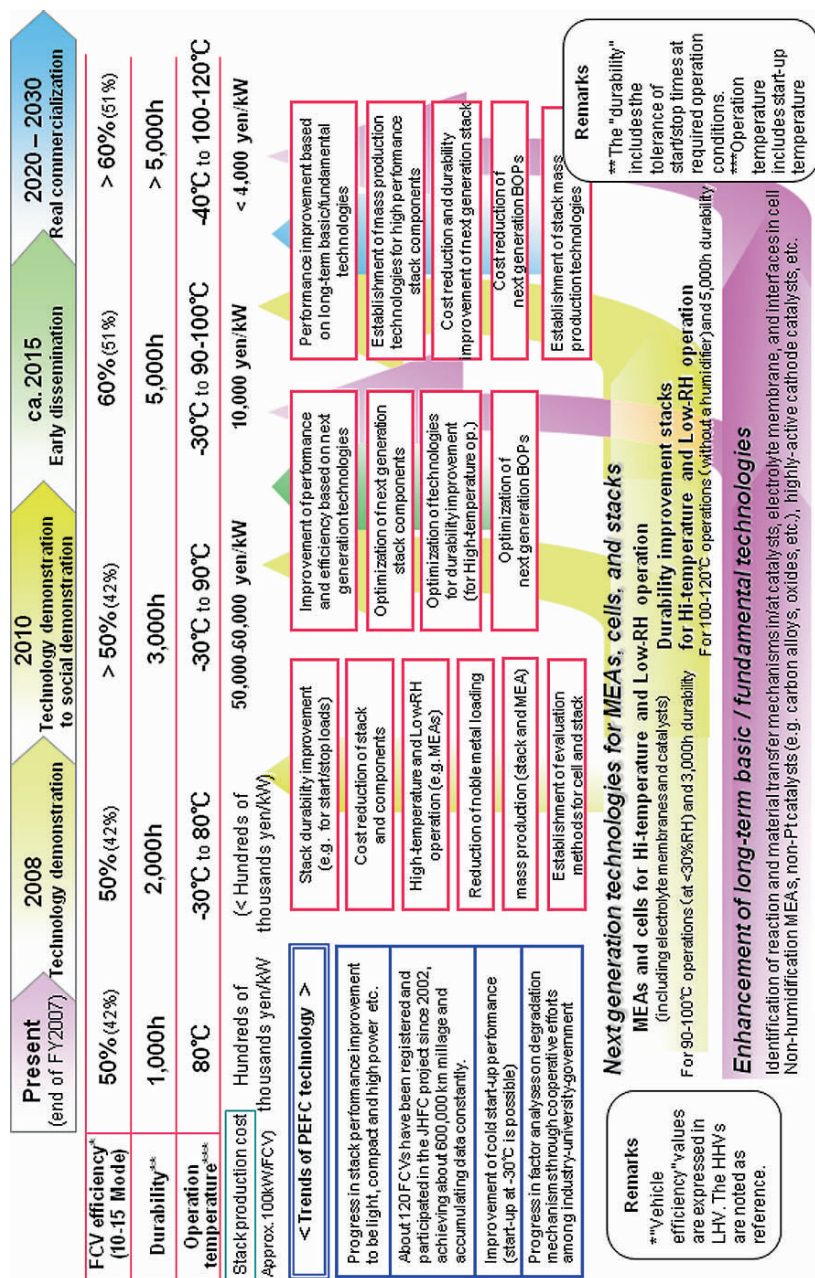 Present
(end of FY2007)
2008
Technology demonstration
2010
Technology demonstration
to social demonstration
ca. 2015
Early dissemination
2020 – 2030
Real commercialization
FCV efficiency*
(10-15 Mode)
50% (42%)
50% (42%)
> 50% (42%)
60% (51%)
> 60% (51%)
Durability**
1,000h
2,000h
3,000h
5,000h
> 5,000h
Operation
temperature***
80℃
-30℃ to 80℃
-30℃ to 90℃
-30℃ to 90-100℃
-40℃ to 100-120℃
Stack production cost
Approx.100kW/FCV)
Hundreds of
thousands yen/kW
(< Hundreds of
thousands yen/kW)
50,000-60,000 yen/kW
10,000 yen/kW
< 4,000 yen/kW
< Trends of PEFC technology >
Progress in stack performance improvement
to be light, compact and high power etc.
About 120 FCVs have been registered and
participated in the JHFC project since 2002,
achieving about 600,000 km millage and
accumulating data constantly.
Improvement of cold start-up performance
(start-up at -30℃ is possible)
Progress in factor analyses on degradation
mechanisms through cooperative efforts
among industry-university-government
Stack durability improvement
(e.g. for start/stop loads)
Cost reduction of stack
and components
High-temperature and Low-RH
operation (e.g. MEAs)
Reduction of noble metal loading
mass production (stack and MEA)
Establishment of evaluation
methods for cell and stack
Improvement of performance
and efficiency based on next
generation technologies
Optimization of next generation
stack components
Optimization of ftechnologies
for durability improvement
(for High-temperature op.)
Optimization of
next generation BOPs
Performance improvement based
on long-term basic/fundamental
technologies
Establishment of mass production
technologies for high performance
stack components
Cost reduction and durability
improvement of next generation stack
Cost reduction of
next generation BOPs
Establishment of stack mass
production technologies
Next generation technologies for MEAs, cells, and stacks
MEAs and cells for Hi-temperature and Low-RH operation
(including electrolyte membranes and catalysts)
For 90-100℃ operations (at <30%RH) and 3,000h durability
Durability improvement stacks
for Hi-temperature and Low-RH operation
For 100-120℃ operations (without a humidifier) and 5,000h durability
Enhancement of long-term basic / fundamental technologies
Identification of reaction and material transfer mechanisms in/at catalysts, electrolyte membrane, and interfaces in cell
Non-humidification MEAs, non-Pt catalysts (e.g. carbon alloys, oxides, etc.), highly-active cathode catalysts, etc.
Remarks
*"Vehicle
efficiency"values
are expressed in
LHV. The HHVs
are noted as
reference.
Remarks
**The "durability"
includes the
tolerance of
start/stop times at
required operation
conditions.
***Operation
temperature
includes start-up
temperature